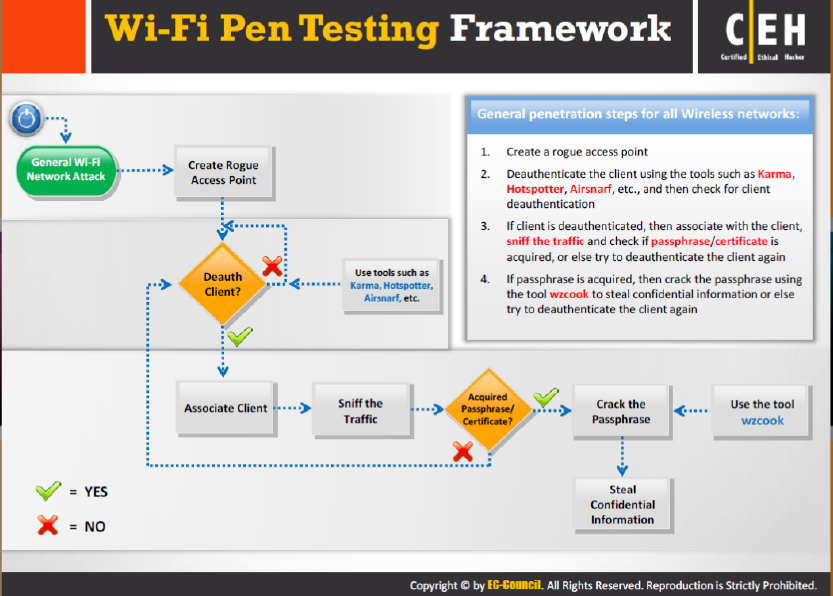 Wi-Fi Pen Testing Framework
CEH
Certified Ethical Hacker
General Wi-Fi
Network Attack
Create Rogue
Access Point
Deauth
Client?
Use tools such as
Karma, Hotspotter,
Airsnarf, etc.
General penetration steps for all Wireless networks:
1. Create a rogue access point
2. Deauthenticate the client using the tools such as Karma,
Hotspotter, Airsnarf, etc., and then check for client
deauthentication
3. If client is deauthenticated, then associate with the client,
sniff the traffic and check if passphrase/certificate is
acquired, or else try to deauthenticate the client again
4. If passphrase is acquired, then crack the passphrase using
the tool wzcook to steal confidential information or else
try to deauthenticate the client again
Associate Client
Sniff the
Traffic
Acquired
Passphrase/
Certificate?
Crack the
Passphrase
Use the tool
wzcook
Steal
Confidential
Information
= YES
= NO
Copyright © by EC-Council. All Rights Reserved. Reproduction is Strictly Prohibited.